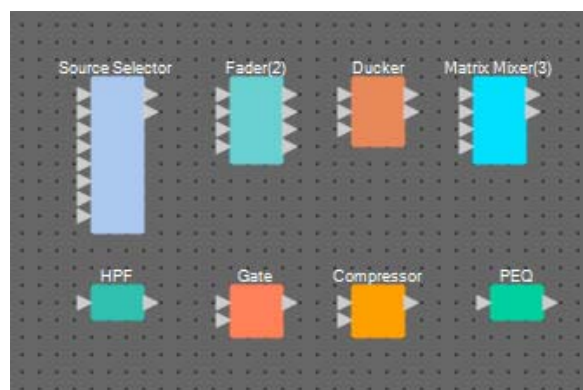 Source Selector
Fader(2)
Ducker
Matrix Mixer(3)
HPF
Gate
Compressor
PEQ